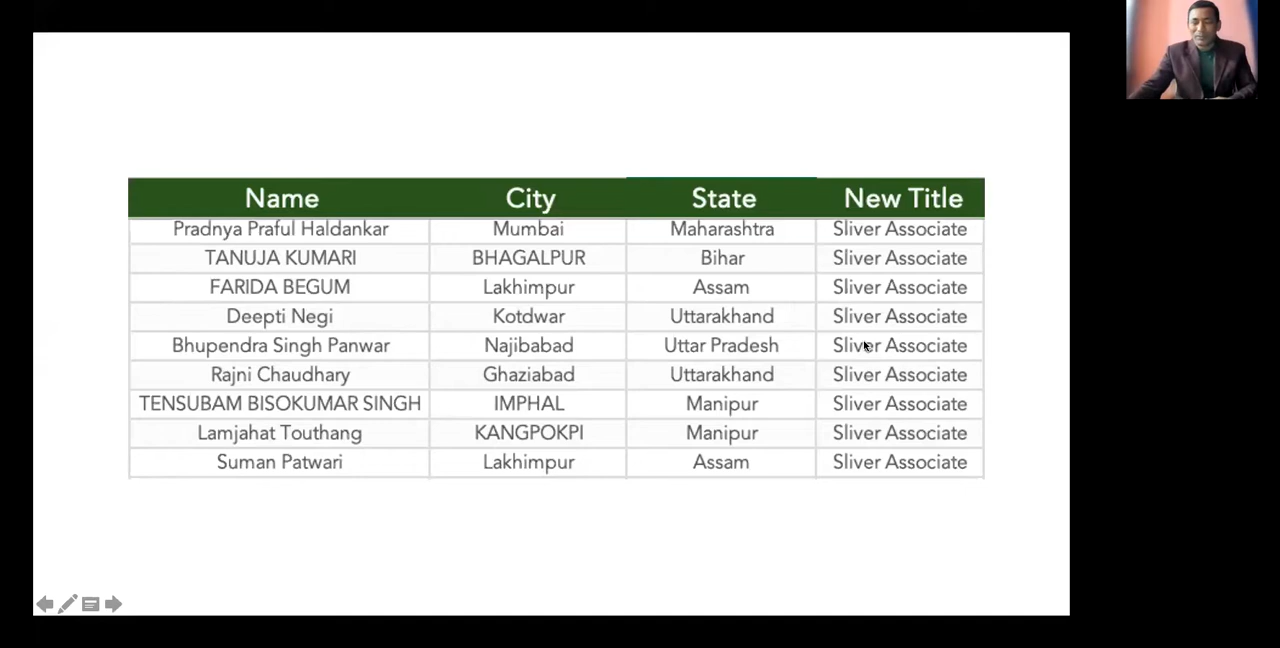 Name City State New Title
Pradnya Praful Haldankar Mumbai Maharashtra Sliver Associate
TANUJA KUMARI BHAGALPUR Bihar Sliver Associate
FARIDA BEGUM Lakhimpur Assam Sliver Associate
Deepti Negi Kotdwar Uttarakhand Sliver Associate
Bhupendra Singh Panwar Najibabad Uttar Pradesh Sliver Associate
Rajni Chaudhary Ghaziabad Uttarakhand Sliver Associate
TENSUBAM BISOKUMAR SINGH IMPHAL Manipur Sliver Associate
Lamjahat Touthang KANGPOKPI Manipur Sliver Associate
Suman Patwari Lakhimpur Assam Sliver Associate